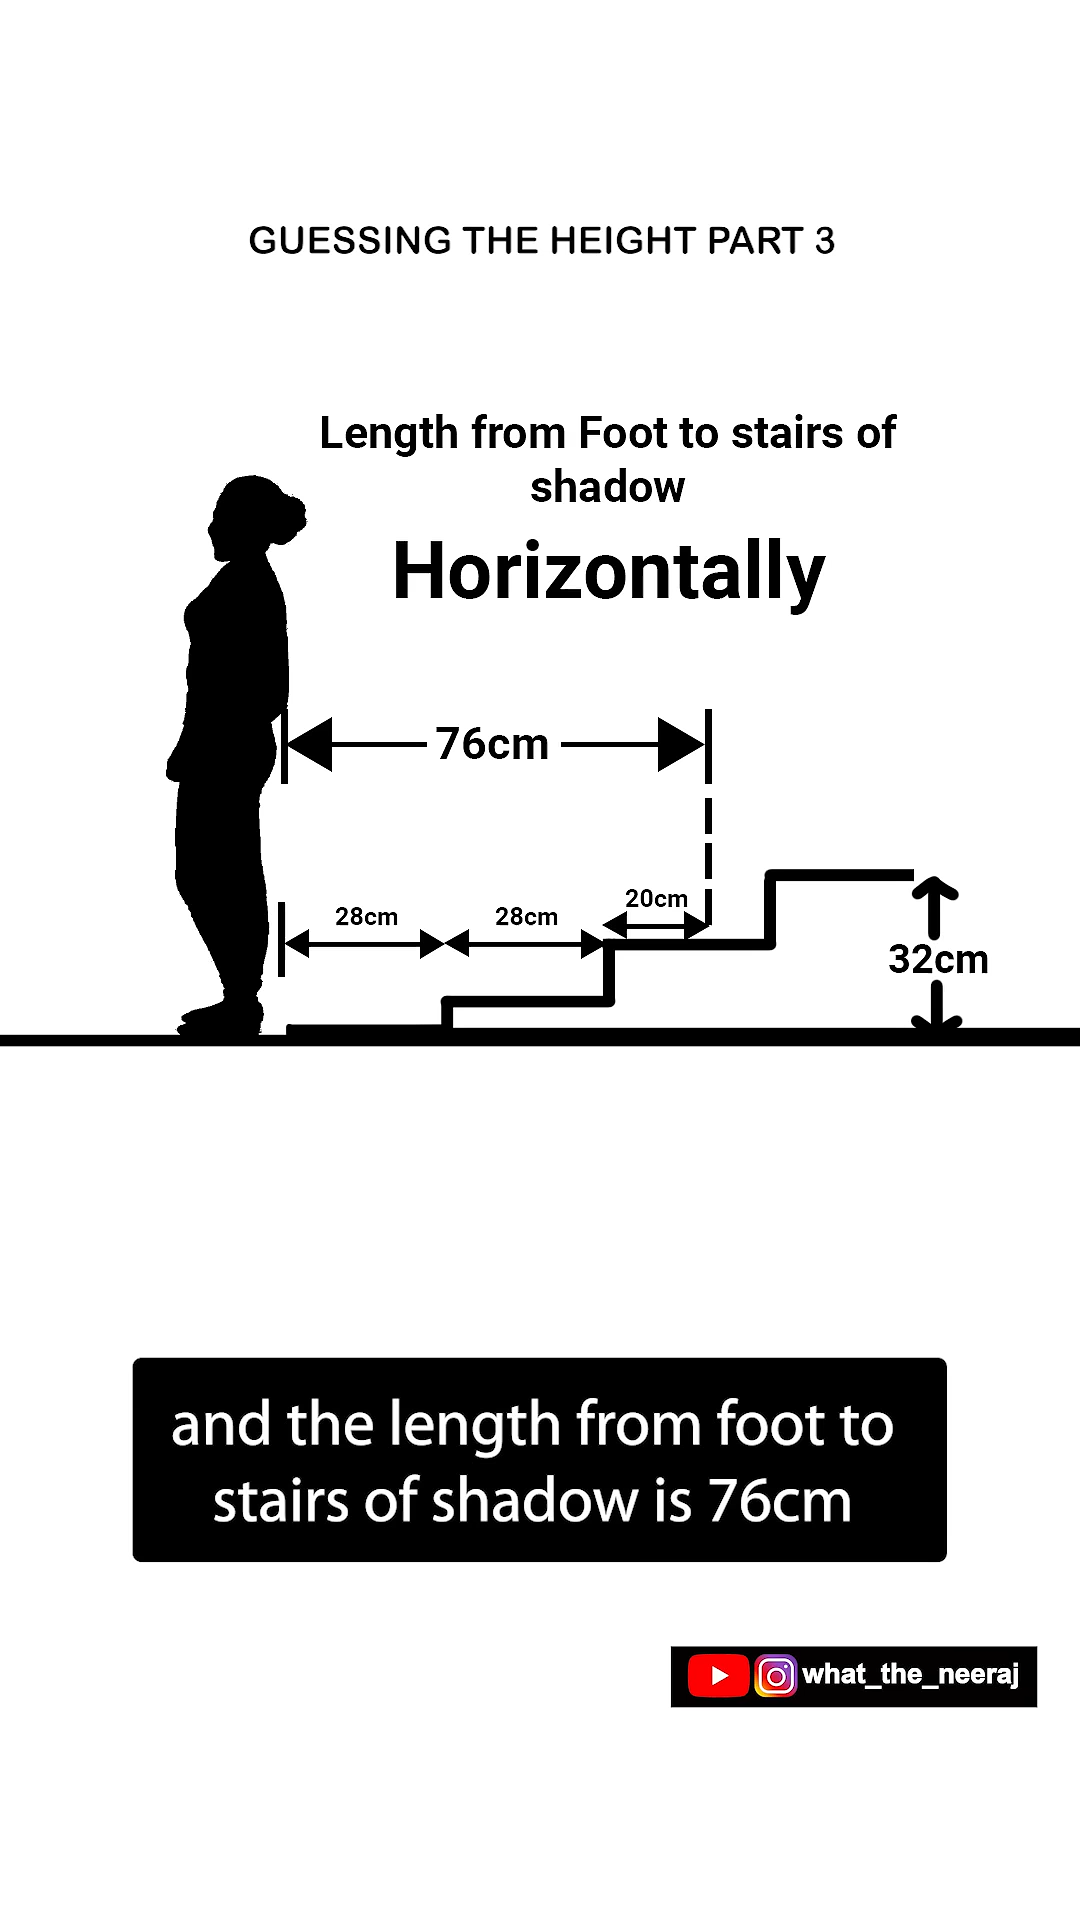 GUESSING THE HEIGHT PART 3
Length from Foot to stairs of
shadow
Horizontally
76cm
20cm
28cm
28cm
32cm
and the length from foot to
stairs of shadow is 76cm
what_the_neeraj